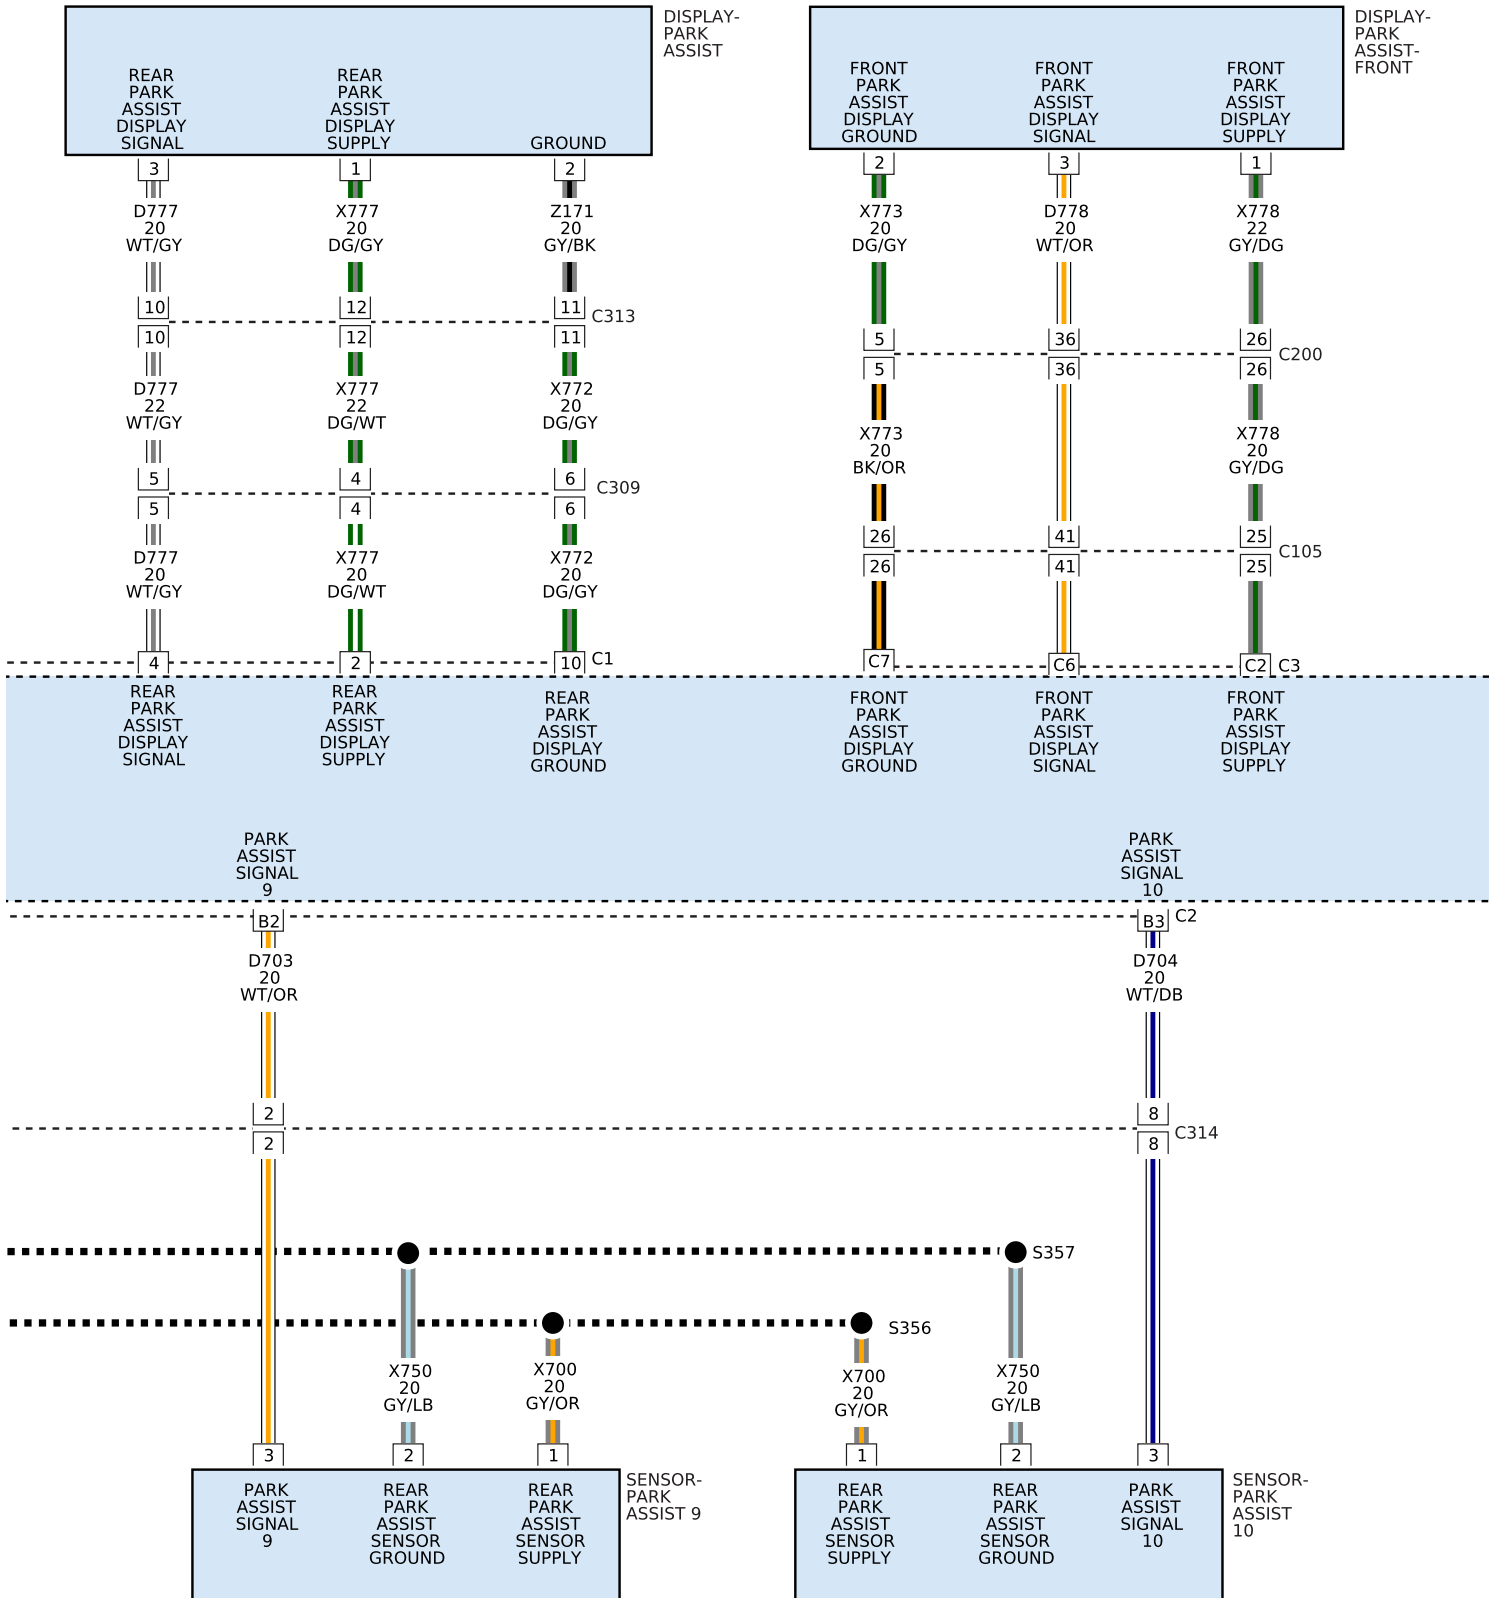 DISPLAY-
PARK
ASSIST
DISPLAY-
PARK
ASSIST-
FRONT
REAR
PARK
ASSIST
DISPLAY
SIGNAL
REAR
PARK
ASSIST
DISPLAY
SUPPLY
GROUND
FRONT
PARK
ASSIST
DISPLAY
GROUND
FRONT
PARK
ASSIST
DISPLAY
SIGNAL
FRONT
PARK
ASSIST
DISPLAY
SUPPLY
3
1
2
2
3
1
D777
20
WT/GY
X777
20
DG/GY
Z171
20
GY/BK
X773
20
DG/GY
D778
20
WT/OR
X778
22
GY/DG
10
12
11
C313
10
12
11
5
36
26
C200
5
36
26
D777
22
WT/GY
X777
22
DG/WT
X772
20
DG/GY
X773
20
BK/OR
X778
20
GY/DG
5
4
6
C309
5
4
6
26
41
25
C105
26
41
25
D777
20
WT/GY
X777
20
DG/WT
X772
20
DG/GY
4
2
10
C1
C7
C6
C2
C3
REAR
PARK
ASSIST
DISPLAY
SIGNAL
REAR
PARK
ASSIST
DISPLAY
SUPPLY
REAR
PARK
ASSIST
DISPLAY
GROUND
FRONT
PARK
ASSIST
DISPLAY
GROUND
FRONT
PARK
ASSIST
DISPLAY
SIGNAL
FRONT
PARK
ASSIST
DISPLAY
SUPPLY
PARK
ASSIST
SIGNAL
9
PARK
ASSIST
SIGNAL
10
B2
B3
C2
D703
20
WT/OR
D704
20
WT/DB
2
8
C314
2
8
S357
S356
X750
20
GY/LB
X700
20
GY/OR
X700
20
GY/OR
X750
20
GY/LB
3
2
1
1
2
3
PARK
ASSIST
SIGNAL
9
REAR
PARK
ASSIST
SENSOR
GROUND
REAR
PARK
ASSIST
SENSOR
SUPPLY
SENSOR-
PARK
ASSIST 9
REAR
PARK
ASSIST
SENSOR
SUPPLY
REAR
PARK
ASSIST
SENSOR
GROUND
PARK
ASSIST
SIGNAL
10
SENSOR-
PARK
ASSIST
10